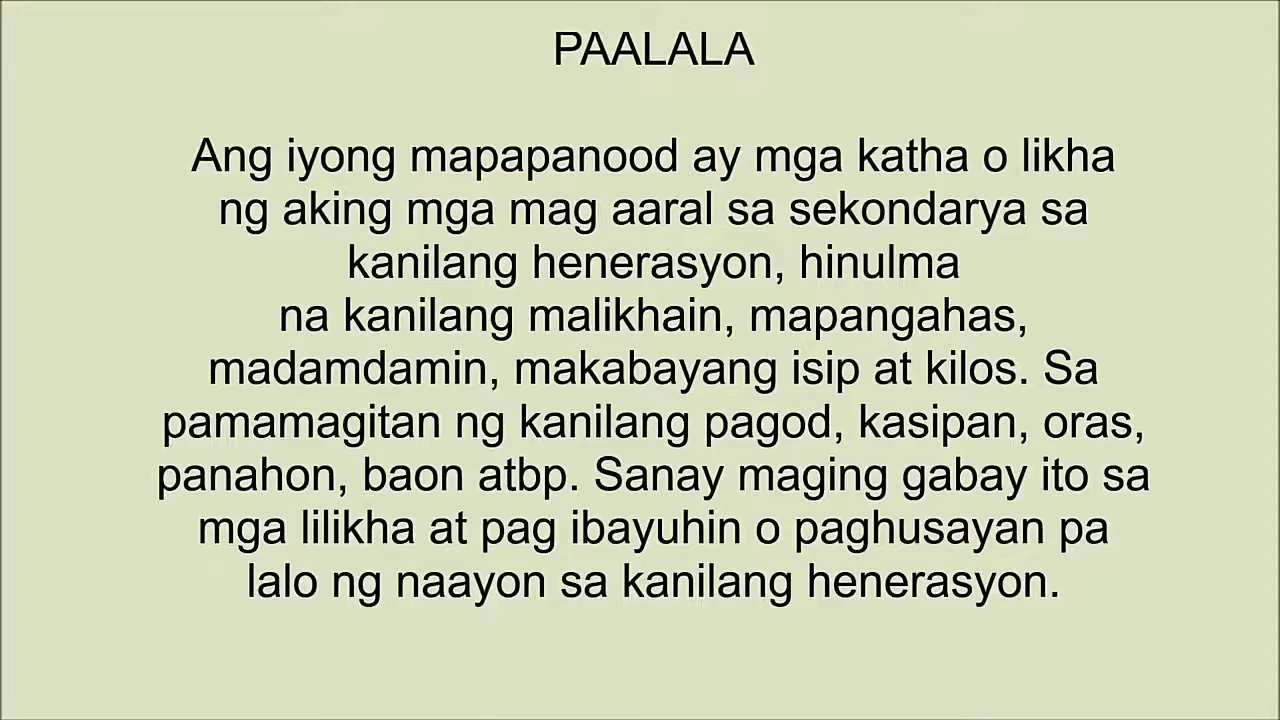 PAALALA
Ang iyong mapapanood ay mga katha o likha
ng aking mga mag aaral sa sekondarya sa
kanilang henerasyon, hinulma
na kanilang malikhain, mapangahas,
madamdamin, makabayang isip at kilos. Sa
pamamagitan ng kanilang pagod, kasipan, oras,
panahon, baon atbp. Sanay maging gabay ito sa
mga lilikha at pag ibayuhin o paghusayan pa
lalo ng naayon sa kanilang henerasyon.